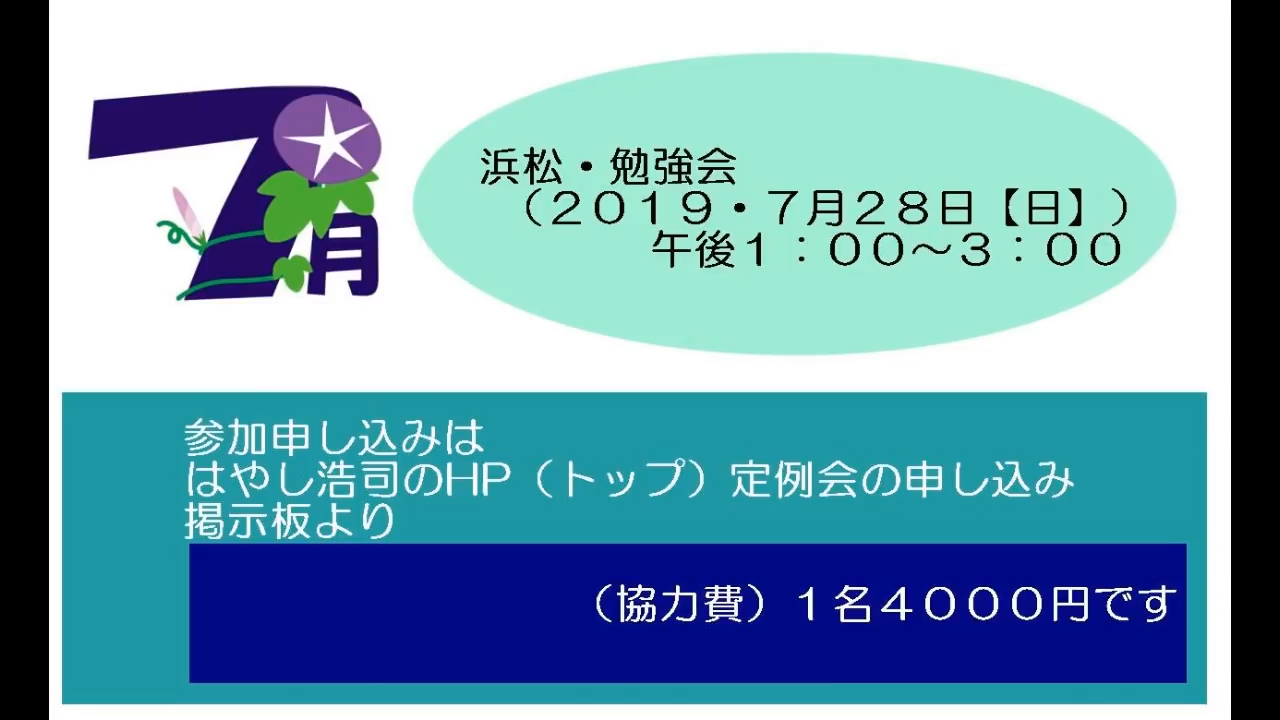 7月
浜松・勉強会
（２０１９・７月２８日【日】）
午後１：００～３：００
参加申し込みは
はやし浩司のHP（トップ）定例会の申し込み
掲示板より
（協力費）１名４０００円です